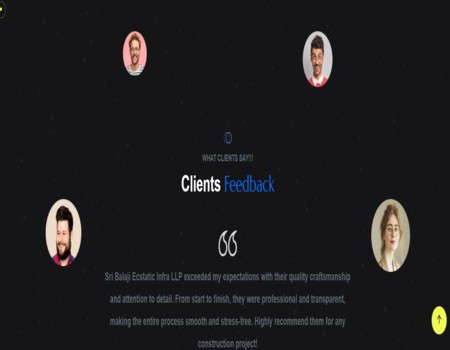 WHAT CLIENTS SAY!!!
Clients Feedback
Sri Balaji Ecstatic Infra LLP exceeded my expectations with their quality craftsmanship
and attention to detail. From start to finish, they were professional and transparent,
making the entire process smooth and stress-free. Highly recommend them for any
construction project!